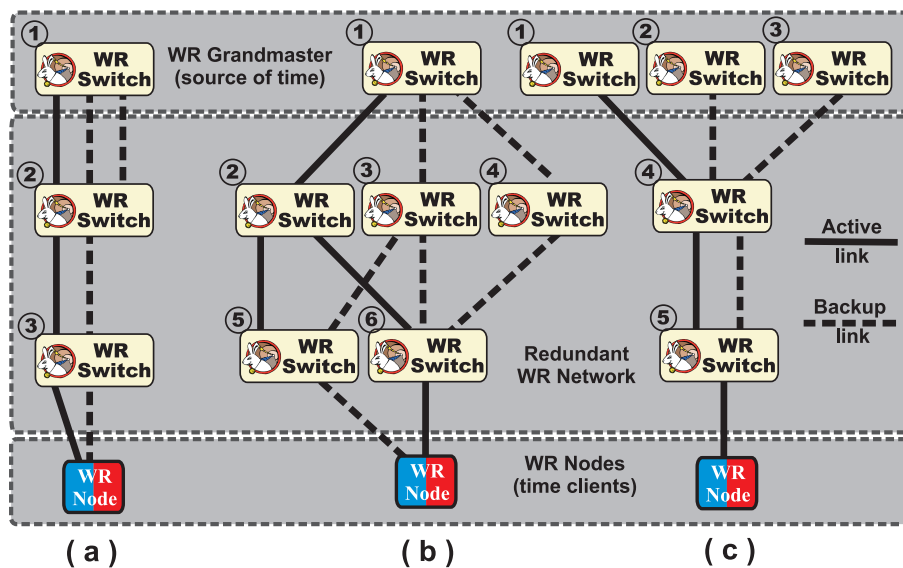 1
WR
Switch
WR Grandmaster
(source of time)
1
WR
Switch
1
WR
Switch
2
WR
Switch
3
WR
Switch
2
WR
Switch
2
WR
Switch
3
WR
Switch
4
WR
Switch
4
WR
Switch
Active
link
Backup
link
3
WR
Switch
5
WR
Switch
6
WR
Switch
Redundant
WR Network
5
WR
Switch
WR
Node
WR
Node
WR Nodes
(time clients)
WR
Node
( a )
( b )
( c )